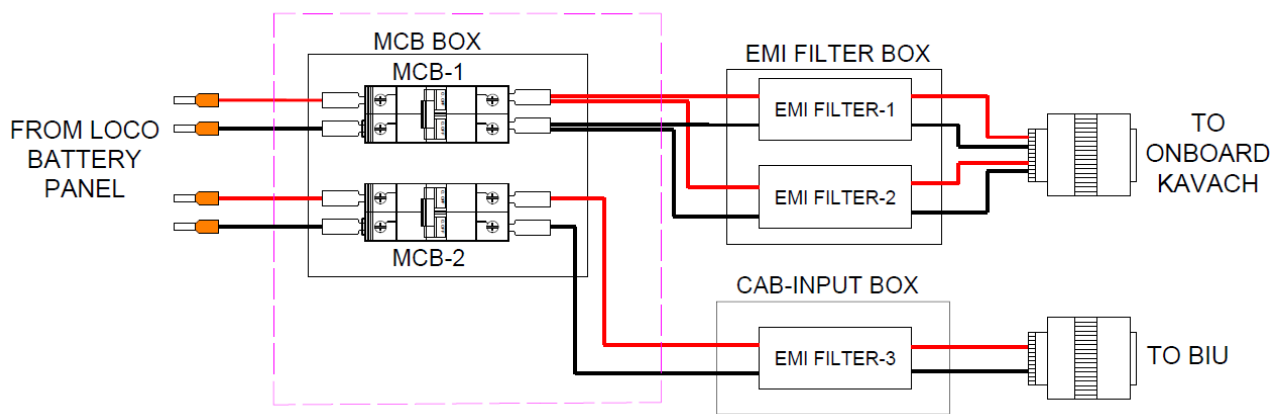 MCB BOX
MCB-1
EMI FILTER BOX
EMI FILTER-1
FROM LOCO
BATTERY
PANEL
TO
ONBOARD
KAVACH
EMI FILTER-2
MCB-2
CAB-INPUT BOX
EMI FILTER-3
TO BIU